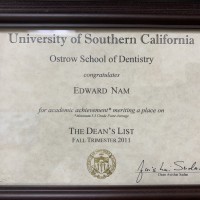 University of Southern California
Ostrow School of Dentistry
congratulates
EDWARD NAM
for academic achievement* meriting a place on
THE DEAN'S LIST
FALL TRIMESTER 2011